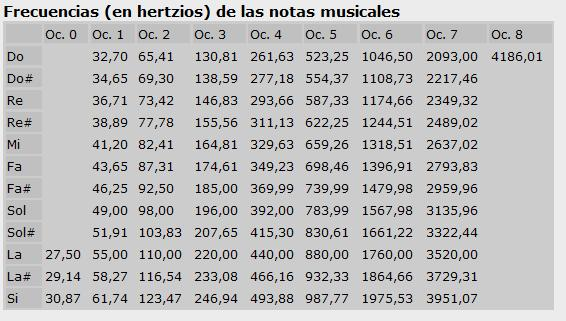 Frecuencias (en hertzios) de las notas musicales
Oc. 0 Oc. 1 Oc. 2 Oc. 3 Oc. 4 Oc. 5 Oc. 6 Oc. 7 Oc. 8
Do 32,70 65,41 130,81 261,63 523,25 1046,50 2093,00 4186,01
Do# 34,65 69,30 138,59 277,18 554,37 1108,73 2217,46
Re 36,71 73,42 146,83 293,66 587,33 1174,66 2349,32
Re# 38,89 77,78 155,56 311,13 622,25 1244,51 2489,02
Mi 41,20 82,41 164,81 329,63 659,26 1318,51 2637,02
Fa 43,65 87,31 174,61 349,23 698,46 1396,91 2793,83
Fa# 46,25 92,50 185,00 369,99 739,99 1479,98 2959,96
Sol 49,00 98,00 196,00 392,00 783,99 1567,98 3135,96
Sol# 51,91 103,83 207,65 415,30 830,61 1661,22 3322,44
La 27,50 55,00 110,00 220,00 440,00 880,00 1760,00 3520,00
La# 29,14 58,27 116,54 233,08 466,16 932,33 1864,66 3729,31
Si 30,87 61,74 123,47 246,94 493,88 987,77 1975,53 3951,07